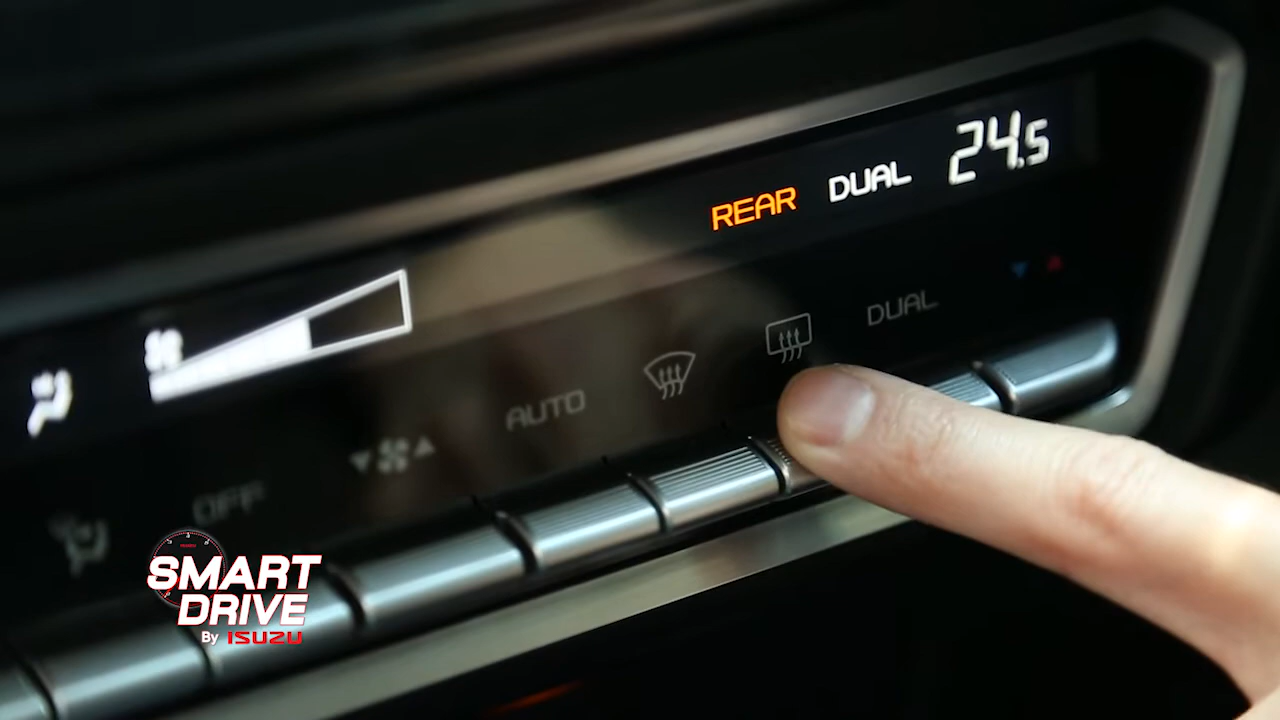 REAR DUAL 24.5
DUAL
AUTO
OFF
SMART
DRIVE
By ISUZU